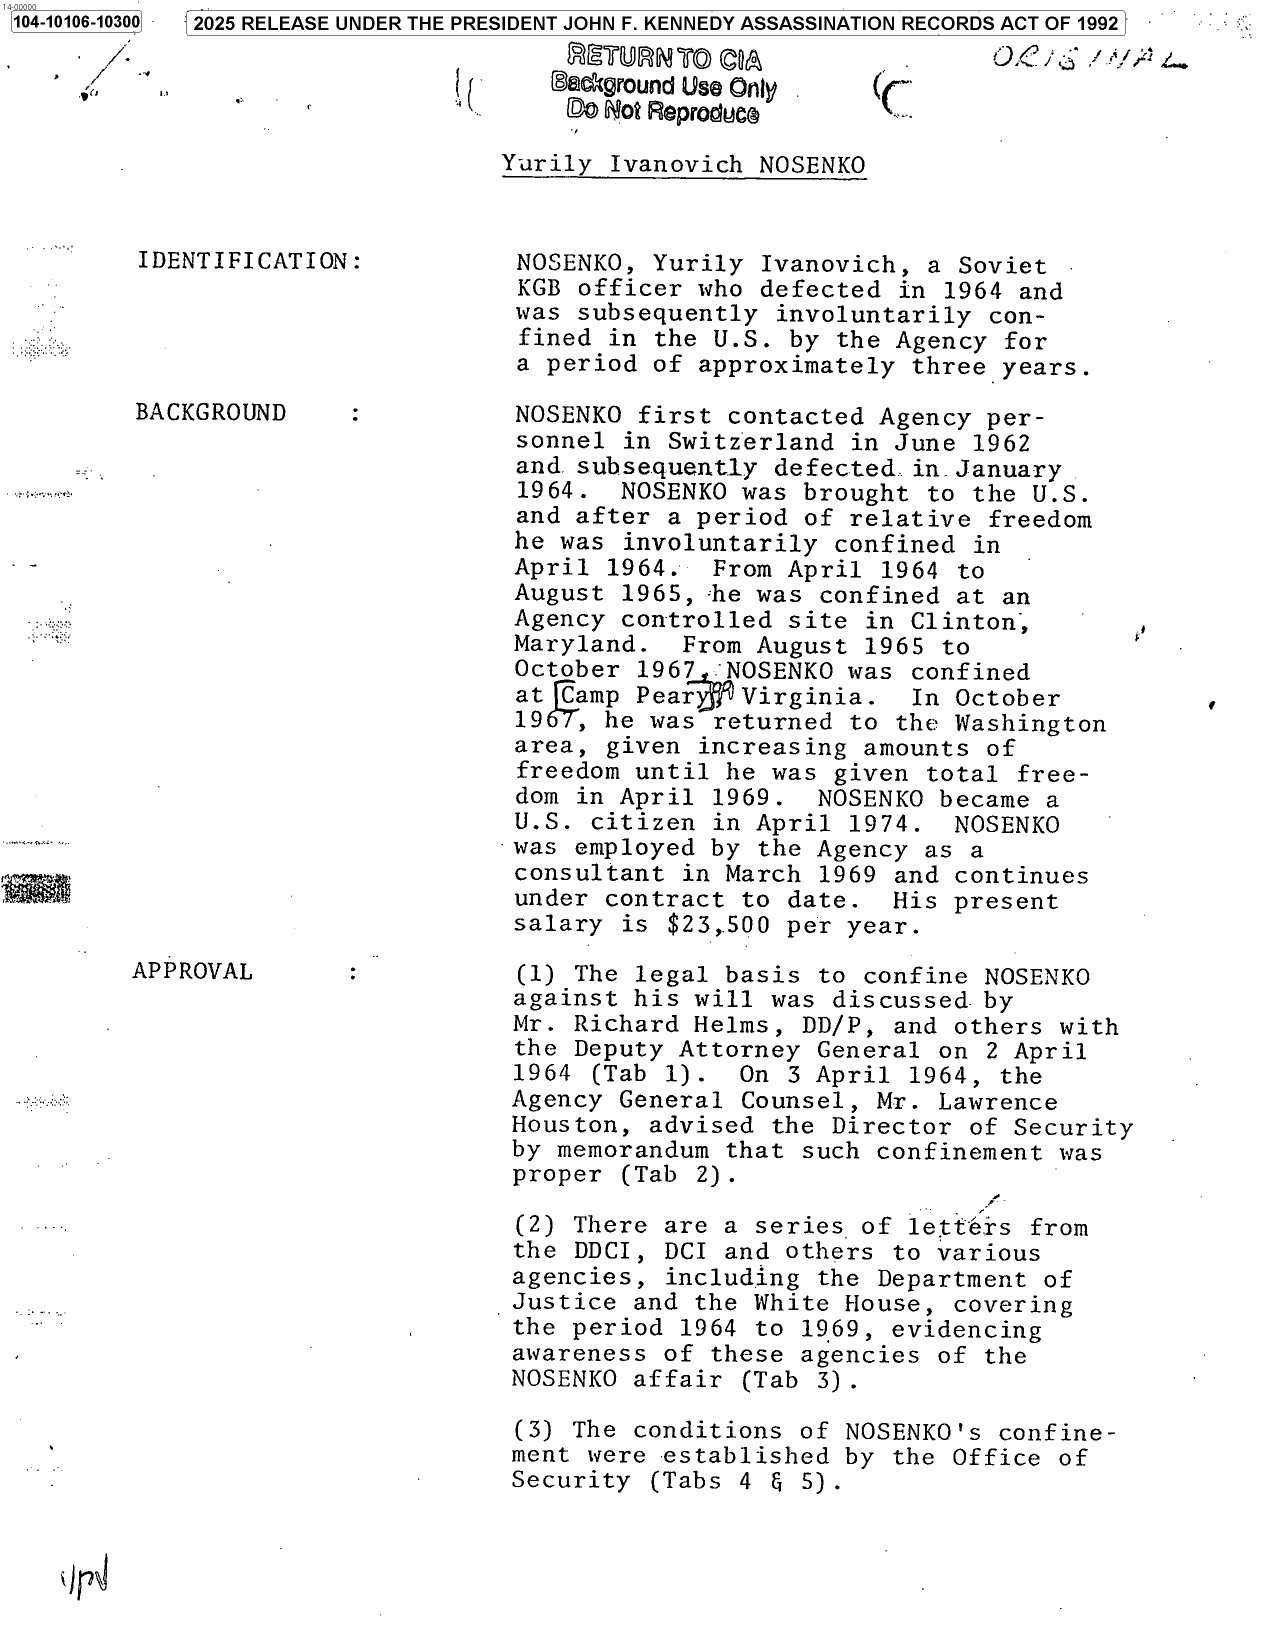 14-00000
104-10106-10300
2025 RELEASE UNDER THE PRESIDENT JOHN F. KENNEDY ASSASSINATION RECORDS ACT OF 1992
RETURN TO CIA
Background Use Only
Do Not Reproduce
ORIGINAL
Yurily Ivanovich NOSENKO
IDENTIFICATION:
NOSENKO, Yurily Ivanovich, a Soviet
KGB officer who defected in 1964 and
was subsequently involuntarily con-
fined in the U.S. by the Agency for
a period of approximately three years.
BACKGROUND :
NOSENKO first contacted Agency per-
sonnel in Switzerland in June 1962
and subsequently defected in January
1964. NOSENKO was brought to the U.S.
and after a period of relative freedom
he was involuntarily confined in
April 1964. From April 1964 to
August 1965, he was confined at an
Agency controlled site in Clinton,
Maryland. From August 1965 to
October 1967, NOSENKO was confined
at Camp Peary Virginia. In October
1967, he was returned to the Washington
area, given increasing amounts of
freedom until he was given total free-
dom in April 1969. NOSENKO became a
U.S. citizen in April 1974. NOSENKO
was employed by the Agency as a
consultant in March 1969 and continues
under contract to date. His present
salary is $23,500 per year.
APPROVAL :
(1) The legal basis to confine NOSENKO
against his will was discussed by
Mr. Richard Helms, DD/P, and others with
the Deputy Attorney General on 2 April
1964 (Tab 1). On 3 April 1964, the
Agency General Counsel, Mr. Lawrence
Houston, advised the Director of Security
by memorandum that such confinement was
proper (Tab 2).
(2) There are a series of letters from
the DDCI, DCI and others to various
agencies, including the Department of
Justice and the White House, covering
the period 1964 to 1969, evidencing
awareness of these agencies of the
NOSENKO affair (Tab 3).
(3) The conditions of NOSENKO's confine-
ment were established by the Office of
Security (Tabs 4 & 5).